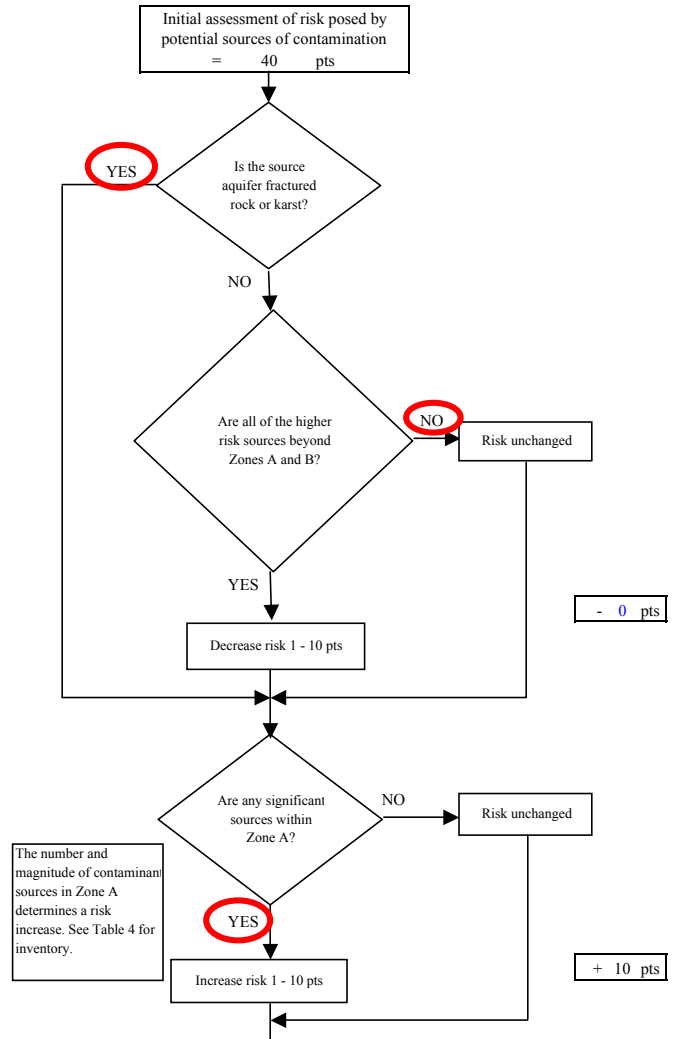 Initial assessment of risk posed by
potential sources of contamination
= 40 pts
YES
Is the source
aquifer fractured
rock or karst?
NO
Are all of the higher
risk sources beyond
Zones A and B?
NO
Risk unchanged
YES
- 0 pts
Decrease risk 1 - 10 pts
Are any significant
sources within
Zone A?
NO
Risk unchanged
The number and
magnitude of contaminant
sources in Zone A
determines a risk
increase. See Table 4 for
inventory.
YES
+ 10 pts
Increase risk 1 - 10 pts